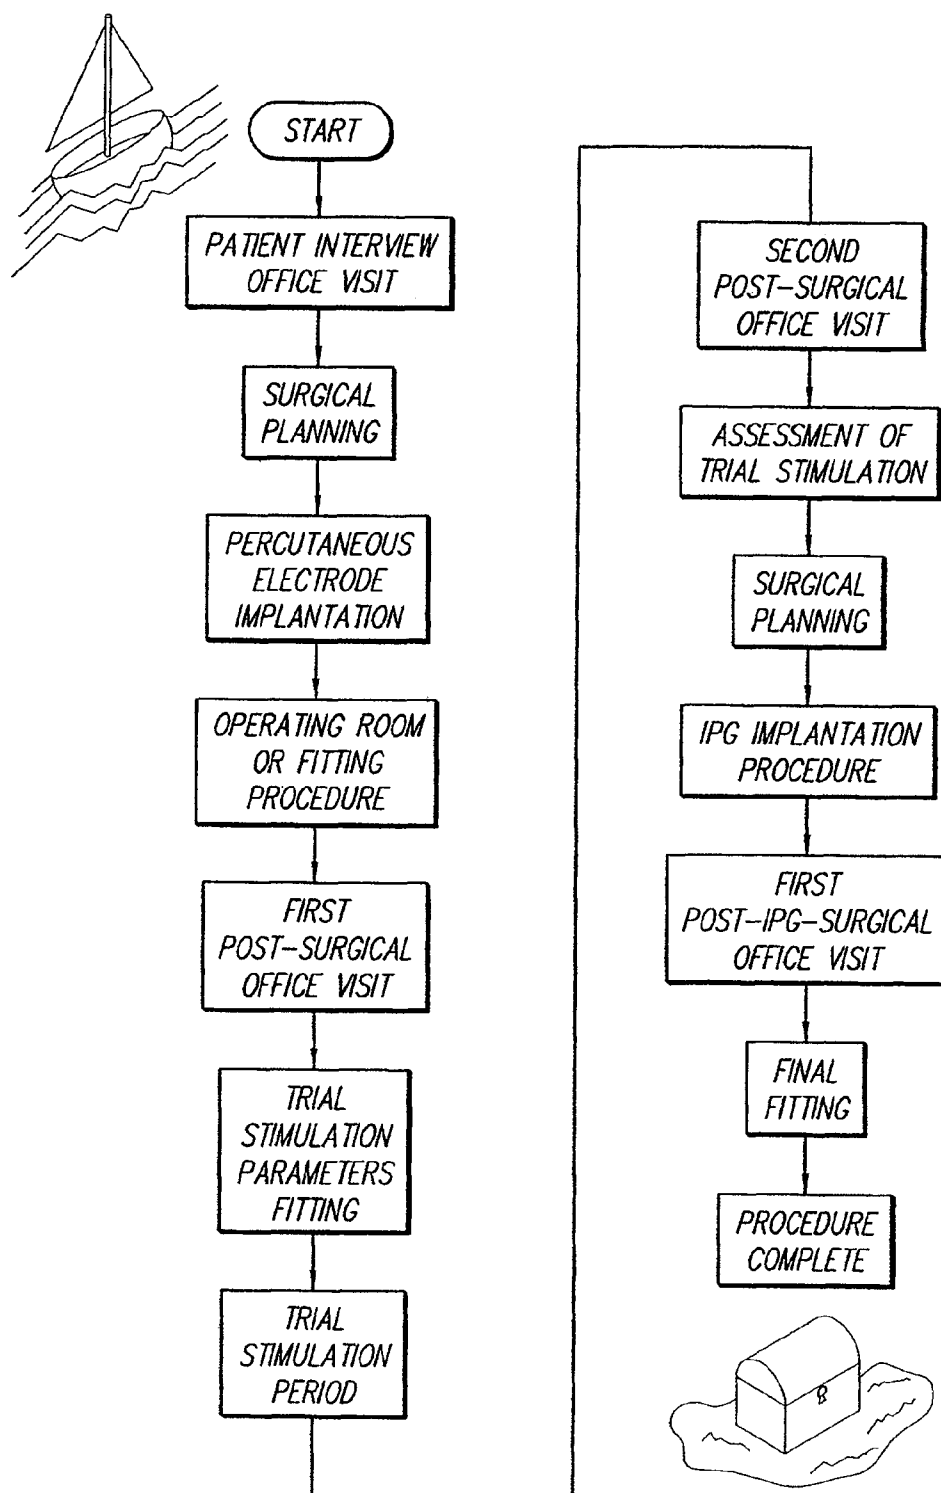 START
PATIENT INTERVIEW
OFFICE VISIT
SURGICAL
PLANNING
PERCUTANEOUS
ELECTRODE
IMPLANTATION
OPERATING ROOM
OR FITTING
PROCEDURE
FIRST
POST-SURGICAL
OFFICE VISIT
TRIAL
STIMULATION
PARAMETERS
FITTING
TRIAL
STIMULATION
PERIOD
SECOND
POST-SURGICAL
OFFICE VISIT
ASSESSMENT OF
TRIAL STIMULATION
SURGICAL
PLANNING
IPG IMPLANTATION
PROCEDURE
FIRST
POST-IPG-SURGICAL
OFFICE VISIT
FINAL
FITTING
PROCEDURE
COMPLETE